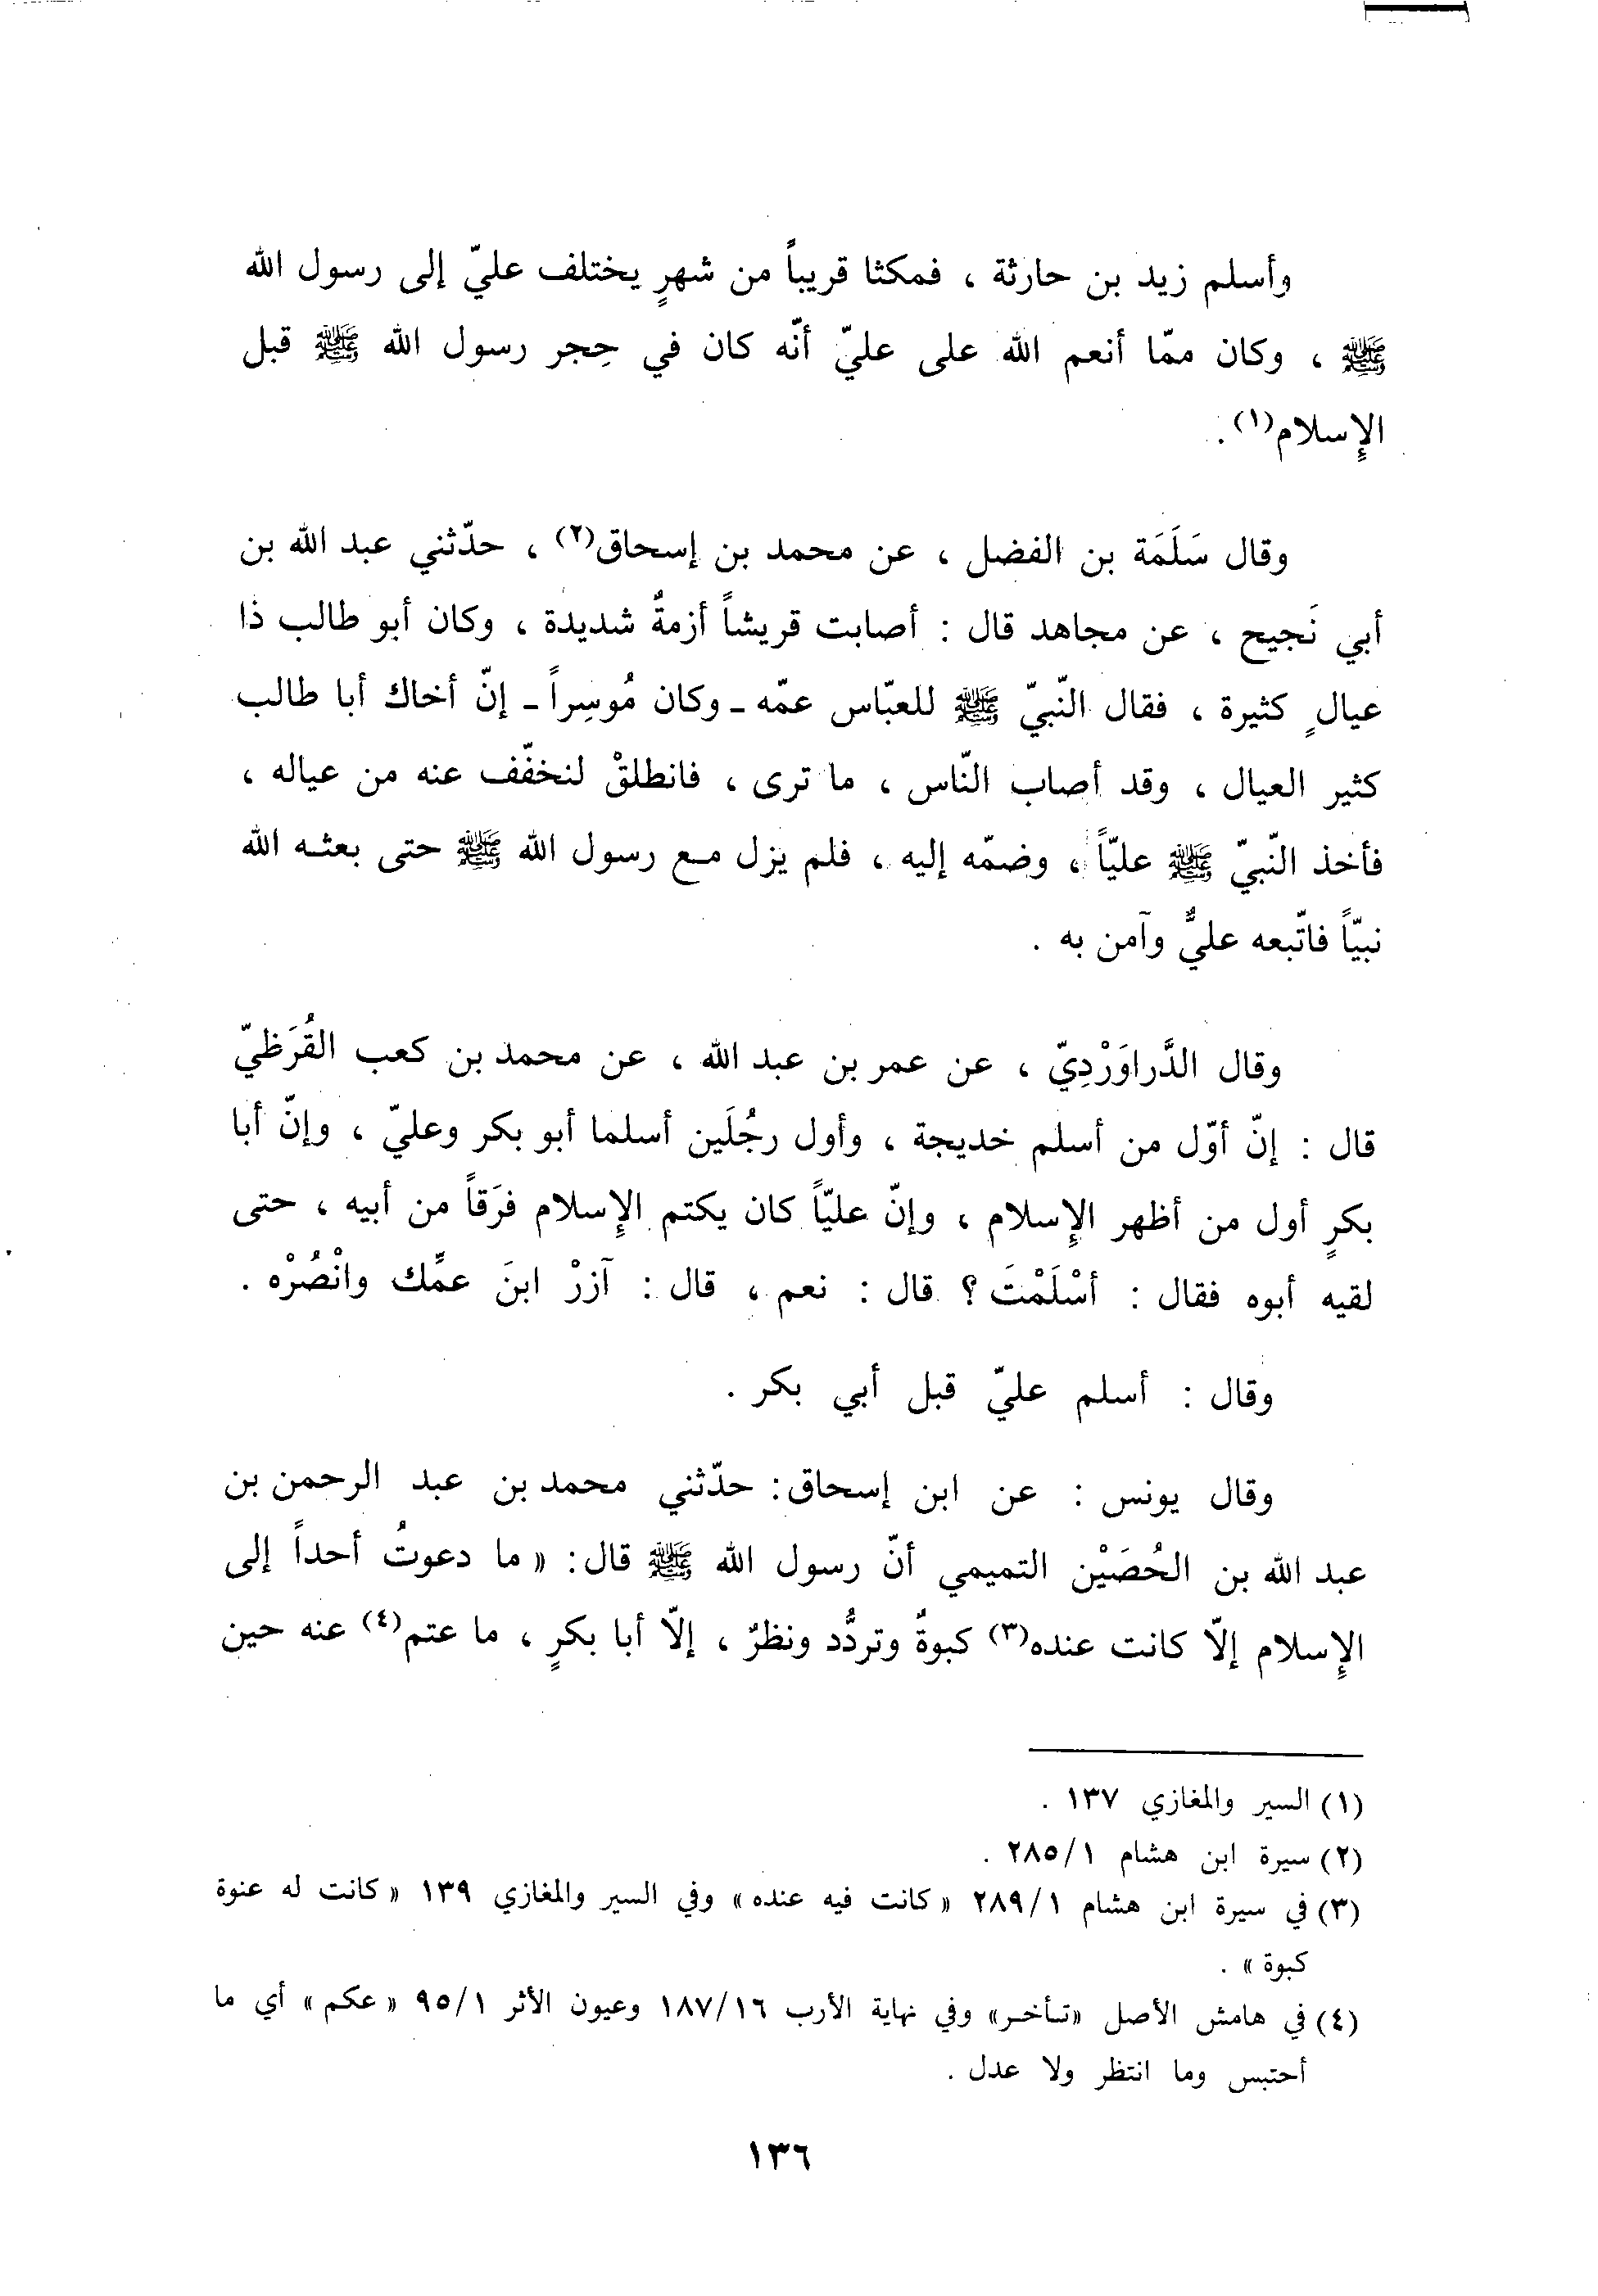 وأسلم زيد بن حارثة ، فمكثا قريباً من شهرٍ يختلف عليّ إلى رسول الله
ﷺ ، وكان ممّا أنعم الله على عليّ أنّه كان في حِجر رسول الله ﷺ قبل
الإِسلام(١) .
وقال سَلَمَة بن الفضل ، عن محمد بن إسحاق(٢) ، حدّثني عبد الله بن
أبي نَجيح ، عن مجاهد قال : أصابت قريشاً أزمةٌ شديدة ، وكان أبو طالب ذا
عيالٍ كثيرة ، فقال النّبيّ ﷺ للعبّاس عمّه ـ وكان مُوسِراً ـ إنّ أخاك أبا طالب
كثير العيال ، وقد أصاب النّاس ، ما ترى ، فانطلقْ لنخفّف عنه من عياله ،
فأخذ النّبيّ ﷺ عليّاً ، وضمّه إليه ، فلم يزل مع رسول الله ﷺ حتى بعثه الله
نبيّاً فاتّبعه عليٌّ وآمن به .
وقال الدَّراوَرْدِيّ ، عن عمر بن عبد الله ، عن محمد بن كعب القُرَظيّ
قال : إنّ أوّل من أسلم خديجة ، وأول رجُلَين أسلما أبو بكر وعليّ ، وإنّ أبا
بكرٍ أول من أظهر الإِسلام ، وإنّ عليّاً كان يكتم الإِسلام فرَقاً من أبيه ، حتى
لقيه أبوه فقال : أسْلَمْتَ ؟ قال : نعم ، قال : آزرْ ابنَ عمِّك وانْصُرْه .
وقال : أسلم عليّ قبل أبي بكر .
وقال يونس : عن ابن إسحاق : حدّثني محمد بن عبد الرحمن بن
عبد الله بن الحُصَيْن التميمي أنّ رسول الله ﷺ قال : « ما دعوتُ أحداً إلى
الإِسلام إلّا كانت عنده(٣) كبوةٌ وتردُّد ونظرٌ ، إلّا أبا بكرٍ ، ما عتم(٤) عنه حين
(١) السير والمغازي ١٣٧ .
(٢) سيرة ابن هشام ٢٨٥/١ .
(٣) في سيرة ابن هشام ٢٨٩/١ « كانت فيه عنده » وفي السير والمغازي ١٣٩ « كانت له عنوة
كبوة » .
(٤) في هامش الأصل «تأخر» وفي نهاية الأرب ١٨٧/١٦ وعيون الأثر ٩٥/١ « عكم » أي ما
أحتبس وما انتظر ولا عدل .
١٣٦